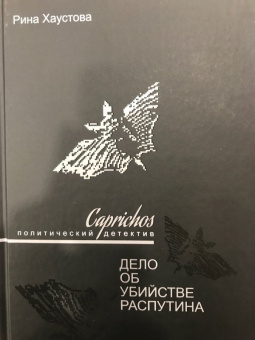 Рина Хаустова
Caprichos
политический детектив
ДЕЛО
ОБ
УБИЙСТВЕ
РАСПУТИНА